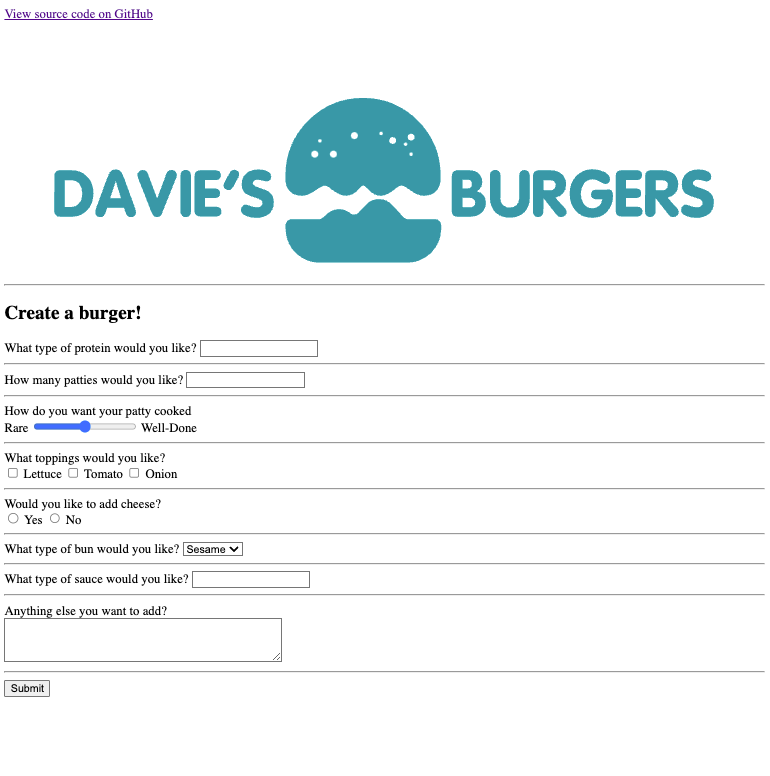 View source code on GitHub
DAVIE'S BURGERS
Create a burger!
What type of protein would you like?
How many patties would you like?
How do you want your patty cooked
Rare Well-Done
What toppings would you like?
Lettuce Tomato Onion
Would you like to add cheese?
Yes No
What type of bun would you like? Sesame
What type of sauce would you like?
Anything else you want to add?
Submit